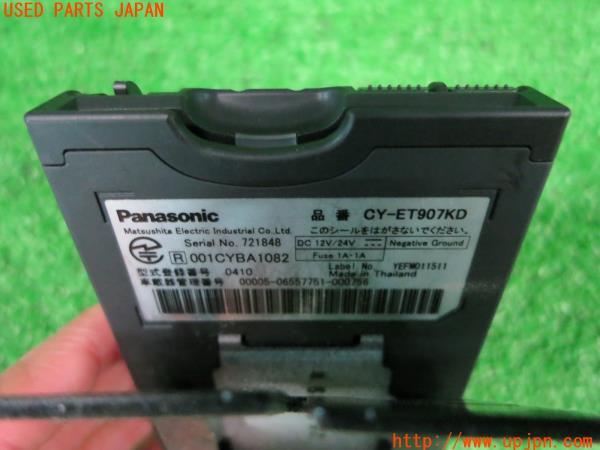 USED PARTS JAPAN
Panasonic 品番 CY-ET907KD
Matsushita Electric Industrial Co.,Ltd. このシールをはがさないでください。
Serial No. 721848 DC 12V/24V Negative Ground
R 001CYBA1082 Fuse 1A・1A
型式登録番号 0410 Label No. YEFM011511
Made in Thailand
車載器管理番号 00005-06557751-000756
http://www.upjpn.com